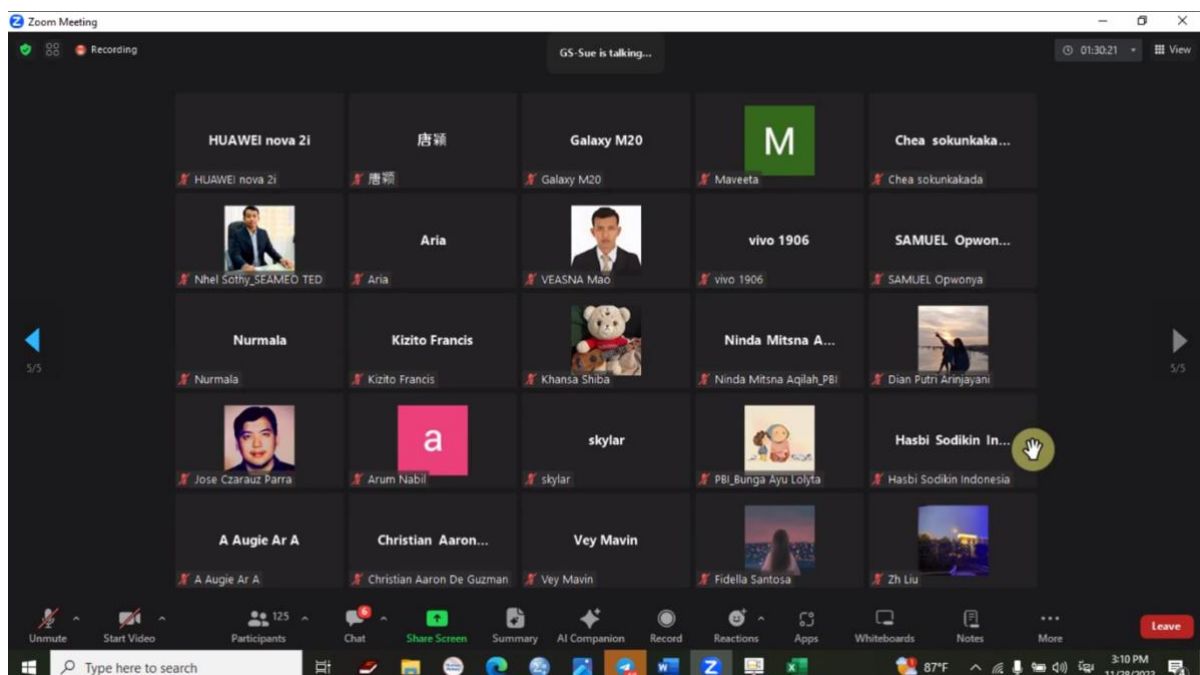 Zoom Meeting
Recording
GS-Sue is talking...
01:30:21
View
HUAWEI nova 2i
唐颖
Galaxy M20
M
Chea sokunkaka...
HUAWEI nova 2i
唐颖
Galaxy M20
Maveeta
Chea sokunkakada
Aria
vivo 1906
SAMUEL Opwon...
Nhel Sothy_SEAMEO TED
Aria
VEASNA Mao
vivo 1906
SAMUEL Opwonya
Nurmala
Kizito Francis
Ninda Mitsna A...
5/5
5/5
Nurmala
Kizito Francis
Khansa Shiba
Ninda Mitsna Aqilah_PBI
Dian Putri Arinjayani
a
skylar
Hasbi Sodikin In...
Jose Czarauz Parra
Arum Nabil
skylar
PBI_Bunga Ayu Lolyta
Hasbi Sodikin Indonesia
A Augie Ar A
Christian Aaron...
Vey Mavin
A Augie Ar A
Christian Aaron De Guzman
Vey Mavin
Fidella Santosa
Zh Liu
125
6
Unmute
Start Video
Participants
Chat
Share Screen
Summary
AI Companion
Record
Reactions
Apps
Whiteboards
Notes
More
Leave
Type here to search
87°F
3:10 PM
11/28/2023